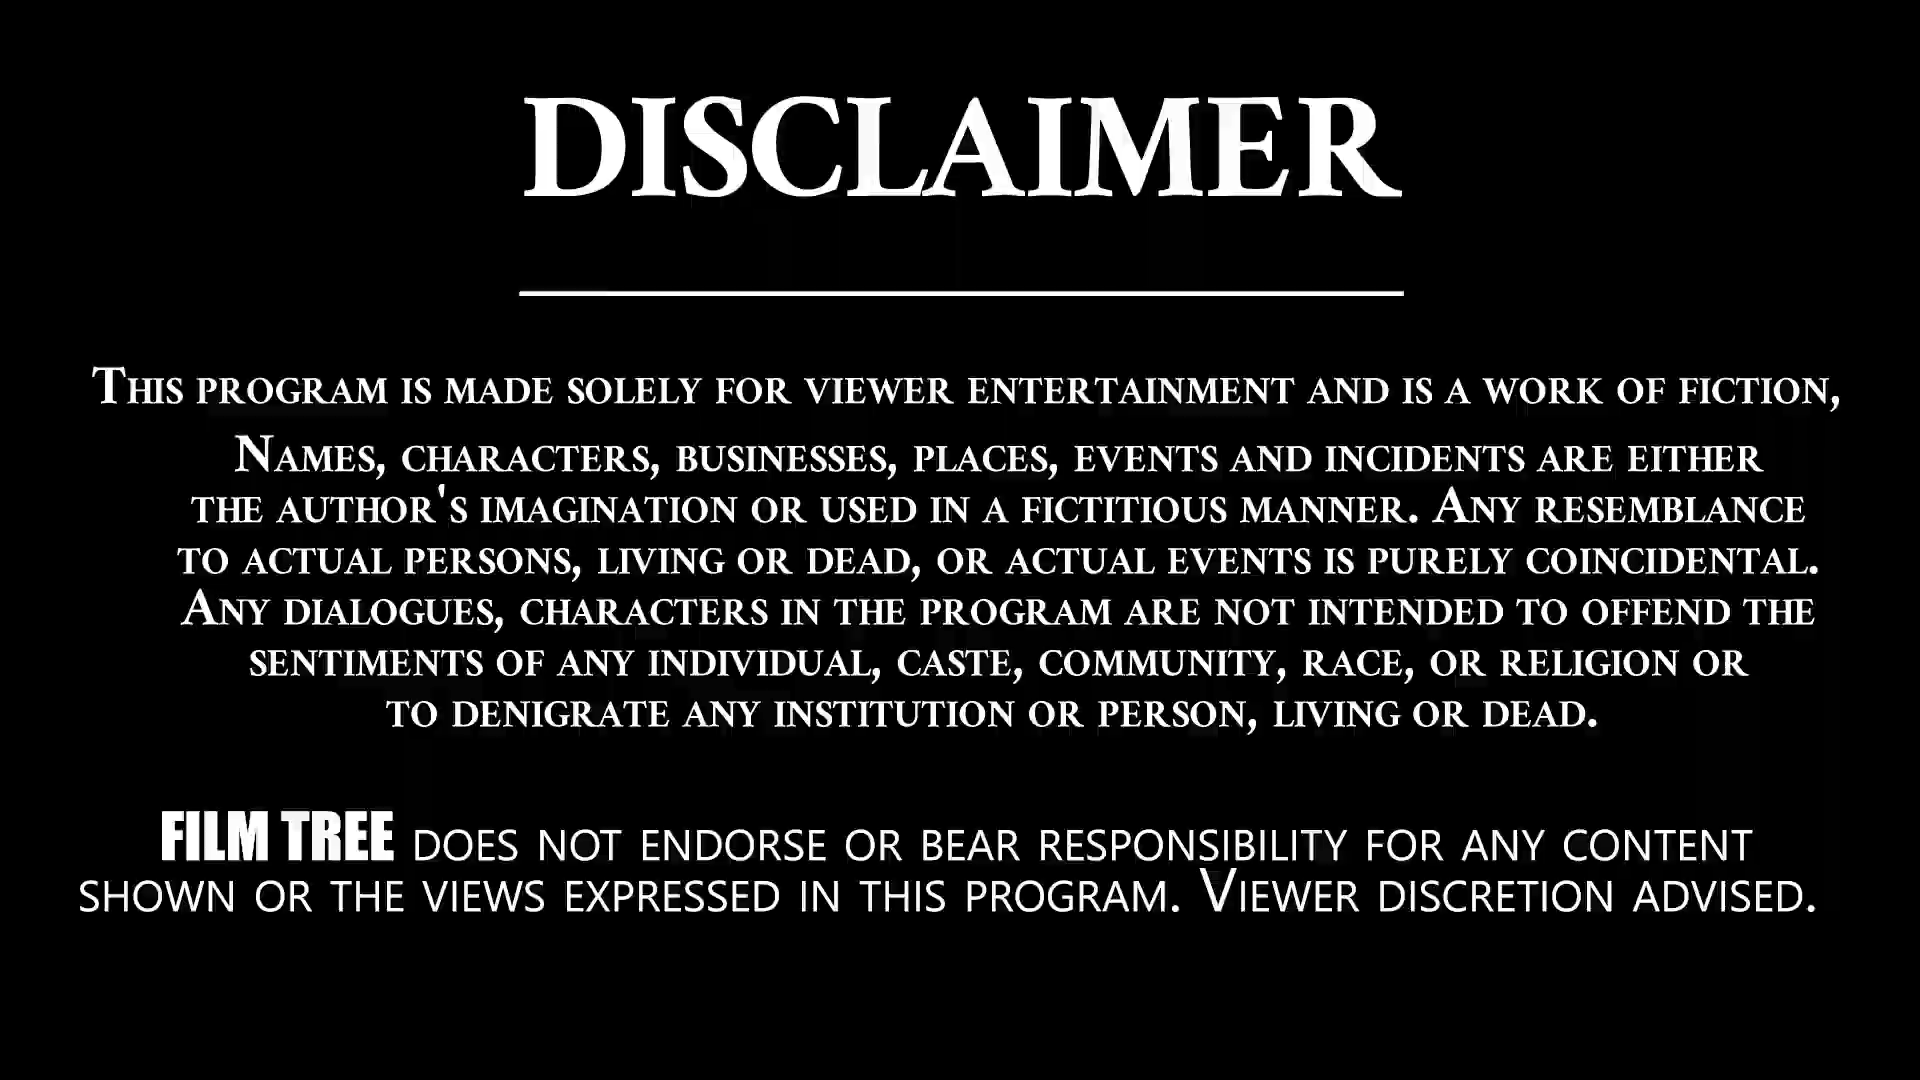 DISCLAIMER
This program is made solely for viewer entertainment and is a work of fiction,
Names, characters, businesses, places, events and incidents are either
the author's imagination or used in a fictitious manner. Any resemblance
to actual persons, living or dead, or actual events is purely coincidental.
Any dialogues, characters in the program are not intended to offend the
sentiments of any individual, caste, community, race, or religion or
to denigrate any institution or person, living or dead.
FILM TREE does not endorse or bear responsibility for any content
shown or the views expressed in this program. Viewer discretion advised.